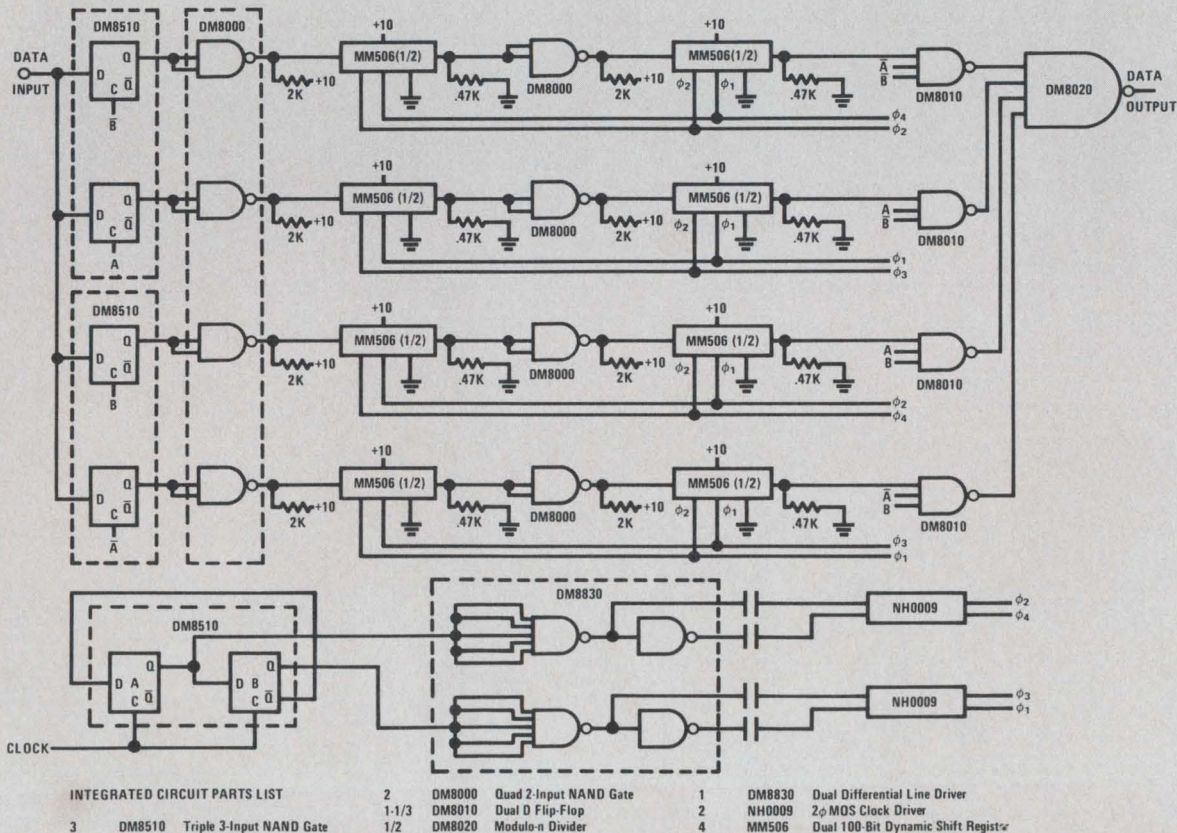 DM8510 DM8000
+10 +10
DATA INPUT
D Q
C Q̄
B̄
+10
2K
MM506(1/2)
.47K
DM8000
+10
2K
MM506(1/2)
ϕ2 ϕ1
.47K
Ā
B̄
DM8010
DM8020
DATA OUTPUT
ϕ4
ϕ2
+10 +10
D Q
C Q̄
A
+10
2K
MM506 (1/2)
.47K
DM8000
+10
2K
MM506 (1/2)
ϕ2 ϕ1
.47K
A
B̄
DM8010
ϕ1
ϕ3
DM8510
+10 +10
D Q
C Q̄
B
+10
2K
MM506 (1/2)
.47K
DM8000
+10
2K
MM506 (1/2)
ϕ2 ϕ1
.47K
A
B
DM8010
ϕ2
ϕ4
+10 +10
D Q
C Q̄
Ā
+10
2K
MM506 (1/2)
.47K
DM8000
+10
2K
MM506 (1/2)
ϕ2 ϕ1
.47K
Ā
B
DM8010
ϕ3
ϕ1
DM8510
D A Q
C Q̄
D B Q
C Q̄
CLOCK
DM8830
NH0009
ϕ2
ϕ4
NH0009
ϕ3
ϕ1
INTEGRATED CIRCUIT PARTS LIST
3 DM8510 Triple 3-Input NAND Gate
2 DM8000 Quad 2-Input NAND Gate
1-1/3 DM8010 Dual D Flip-Flop
1/2 DM8020 Modulo-n Divider
1 DM8830 Dual Differential Line Driver
2 NH0009 2ϕ MOS Clock Driver
4 MM506 Dual 100-Bit Dynamic Shift Register